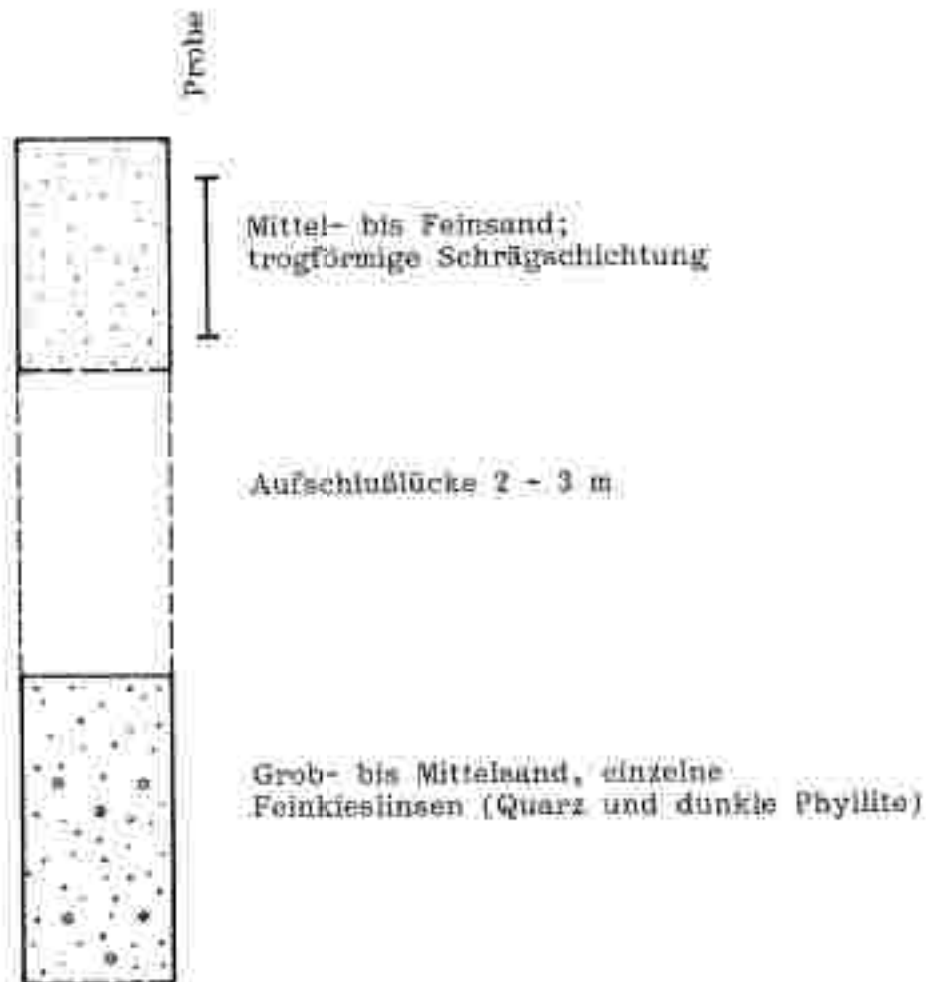 Probe
Mittel- bis Feinsand;
trogförmige Schrägschichtung
Aufschlußlücke 2 - 3 m
Grob- bis Mittelsand, einzelne
Feinkieslinsen (Quarz und dunkle Phyllite)